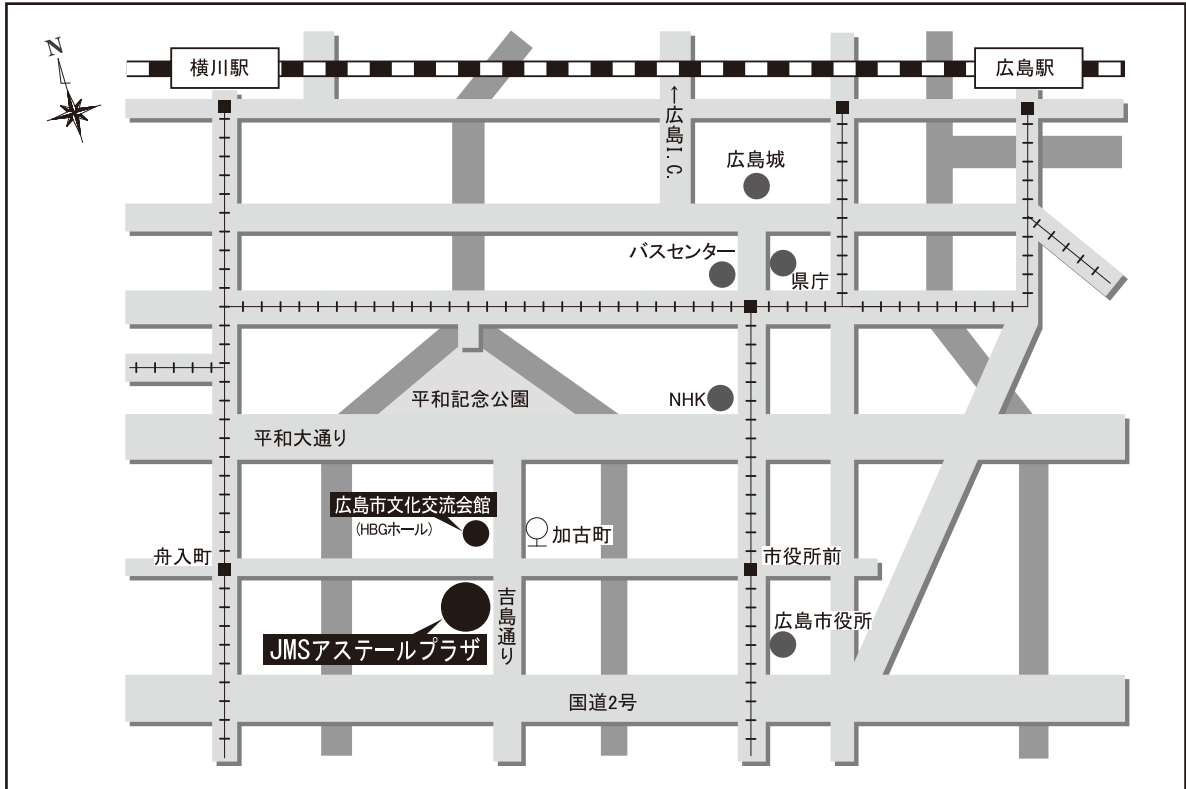 N
横川駅
広島駅
←広島I.C.
広島城
バスセンター
県庁
平和記念公園
NHK
平和大通り
広島市文化交流会館
(HBGホール)
加古町
舟入町
市役所前
吉島通り
広島市役所
JMSアステールプラザ
国道2号